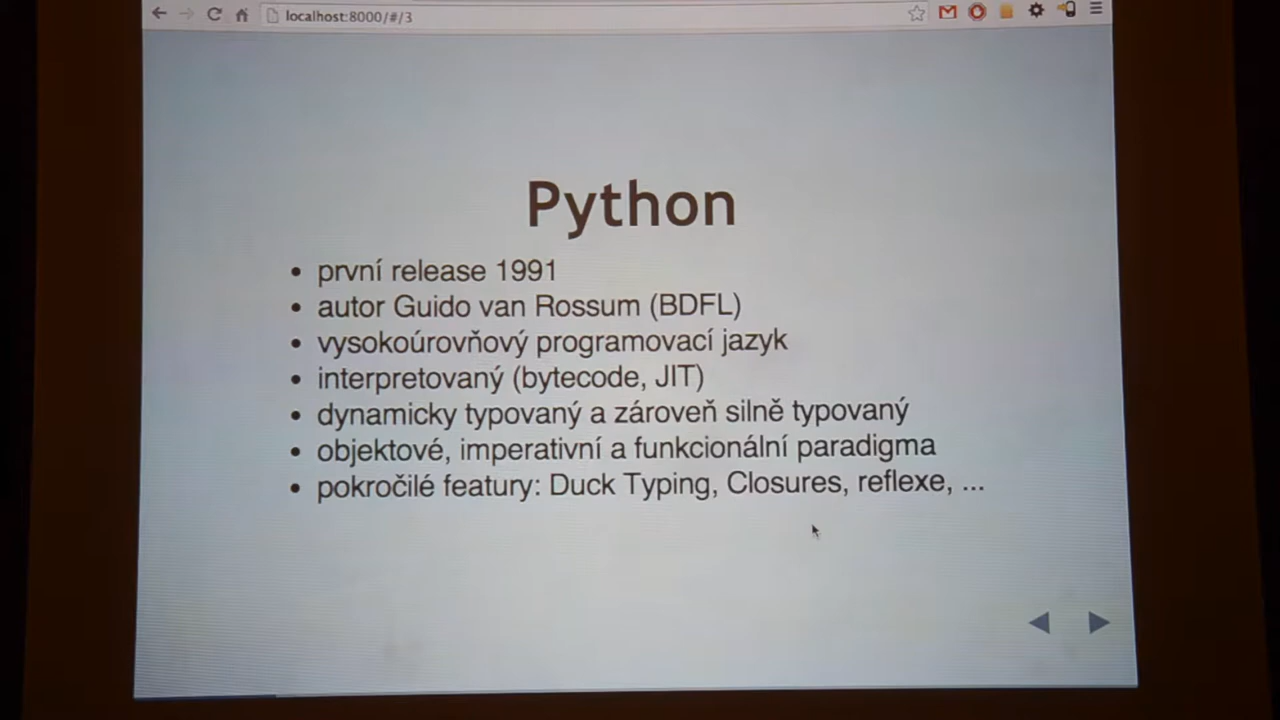 localhost:8000/#/3
Python
• první release 1991
• autor Guido van Rossum (BDFL)
• vysokoúrovňový programovací jazyk
• interpretovaný (bytecode, JIT)
• dynamicky typovaný a zároveň silně typovaný
• objektové, imperativní a funkcionální paradigma
• pokročilé featury: Duck Typing, Closures, reflexe, ...